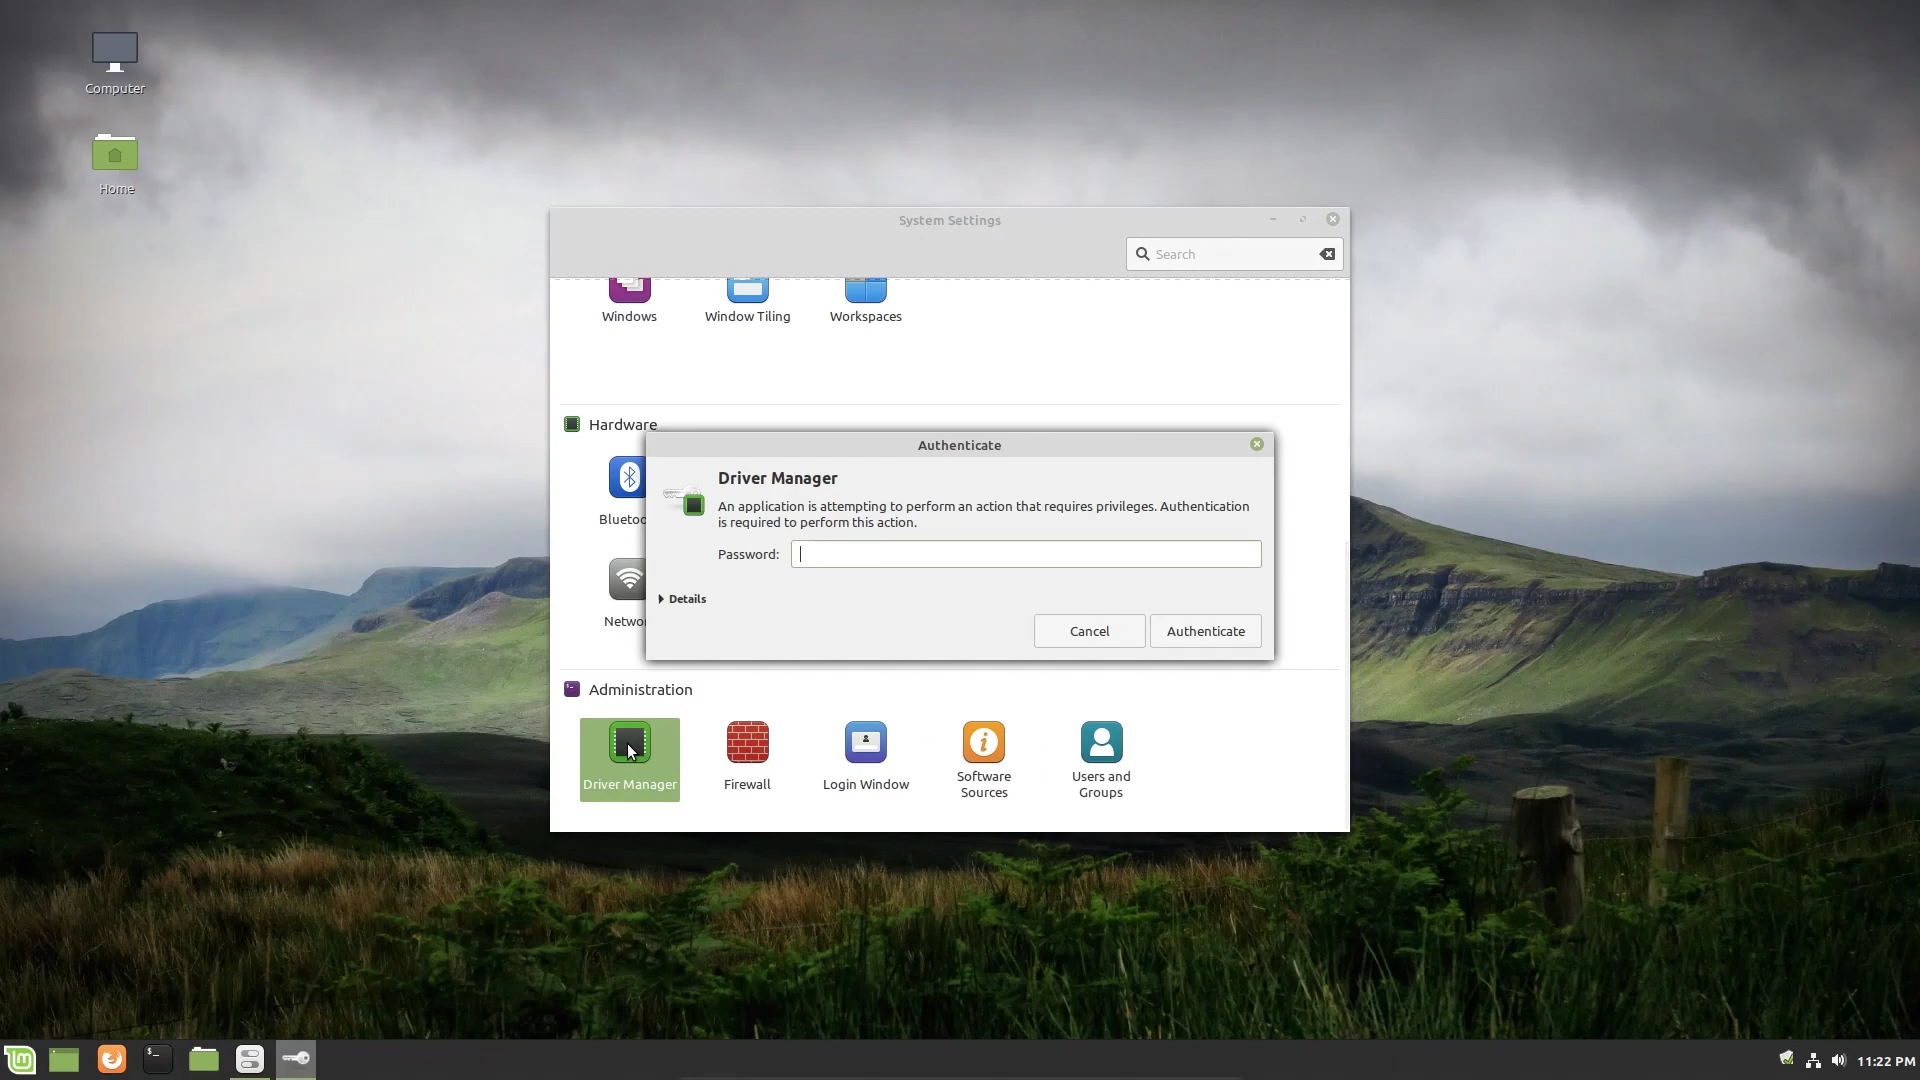 Computer
Home
System Settings
Search
Windows
Window Tiling
Workspaces
Hardware
Authenticate
Driver Manager
An application is attempting to perform an action that requires privileges. Authentication
is required to perform this action.
Password:
Details
Cancel
Authenticate
Bluetoo
Netwo
Administration
Driver Manager
Firewall
Login Window
Software
Sources
Users and
Groups
11:22 PM